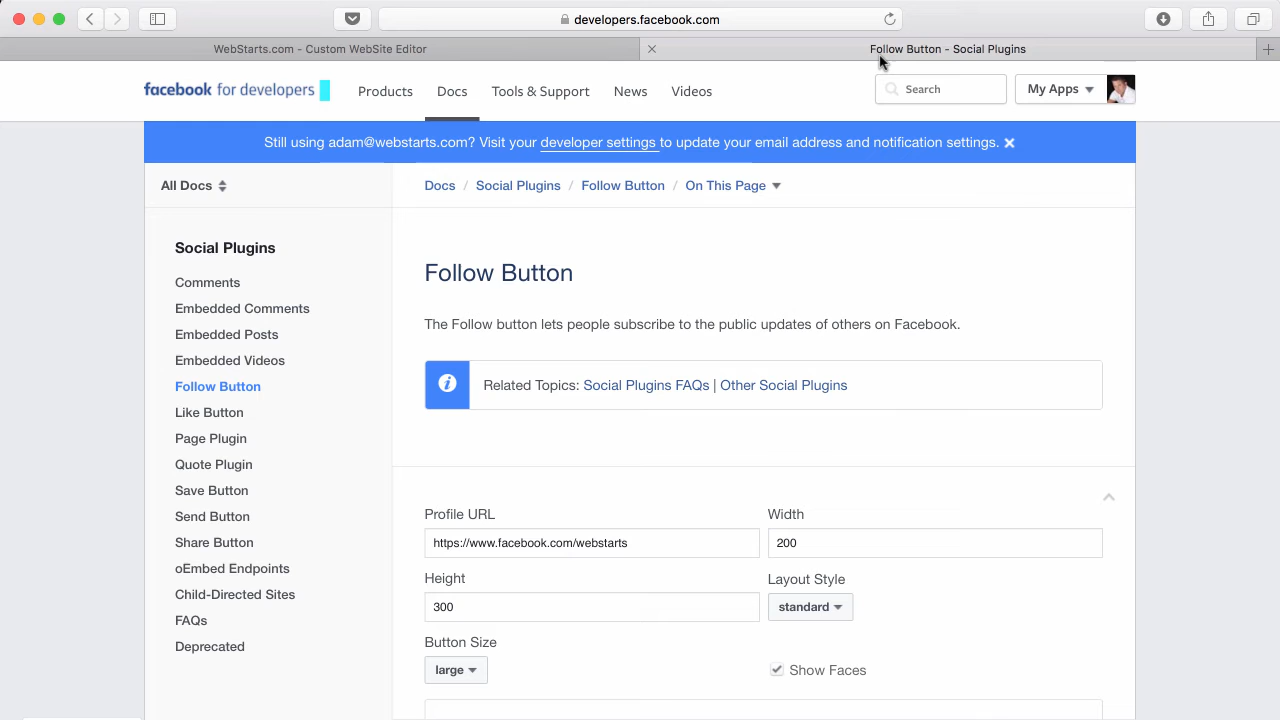 developers.facebook.com
WebStarts.com - Custom WebSite Editor
Follow Button - Social Plugins
facebook for developers
Products
Docs
Tools & Support
News
Videos
Search
My Apps
Still using adam@webstarts.com? Visit your developer settings to update your email address and notification settings.
All Docs
Docs / Social Plugins / Follow Button / On This Page
Social Plugins
Comments
Embedded Comments
Embedded Posts
Embedded Videos
Follow Button
Like Button
Page Plugin
Quote Plugin
Save Button
Send Button
Share Button
oEmbed Endpoints
Child-Directed Sites
FAQs
Deprecated
Follow Button
The Follow button lets people subscribe to the public updates of others on Facebook.
Related Topics: Social Plugins FAQs | Other Social Plugins
Profile URL
https://www.facebook.com/webstarts
Width
200
Height
300
Layout Style
standard
Button Size
large
Show Faces